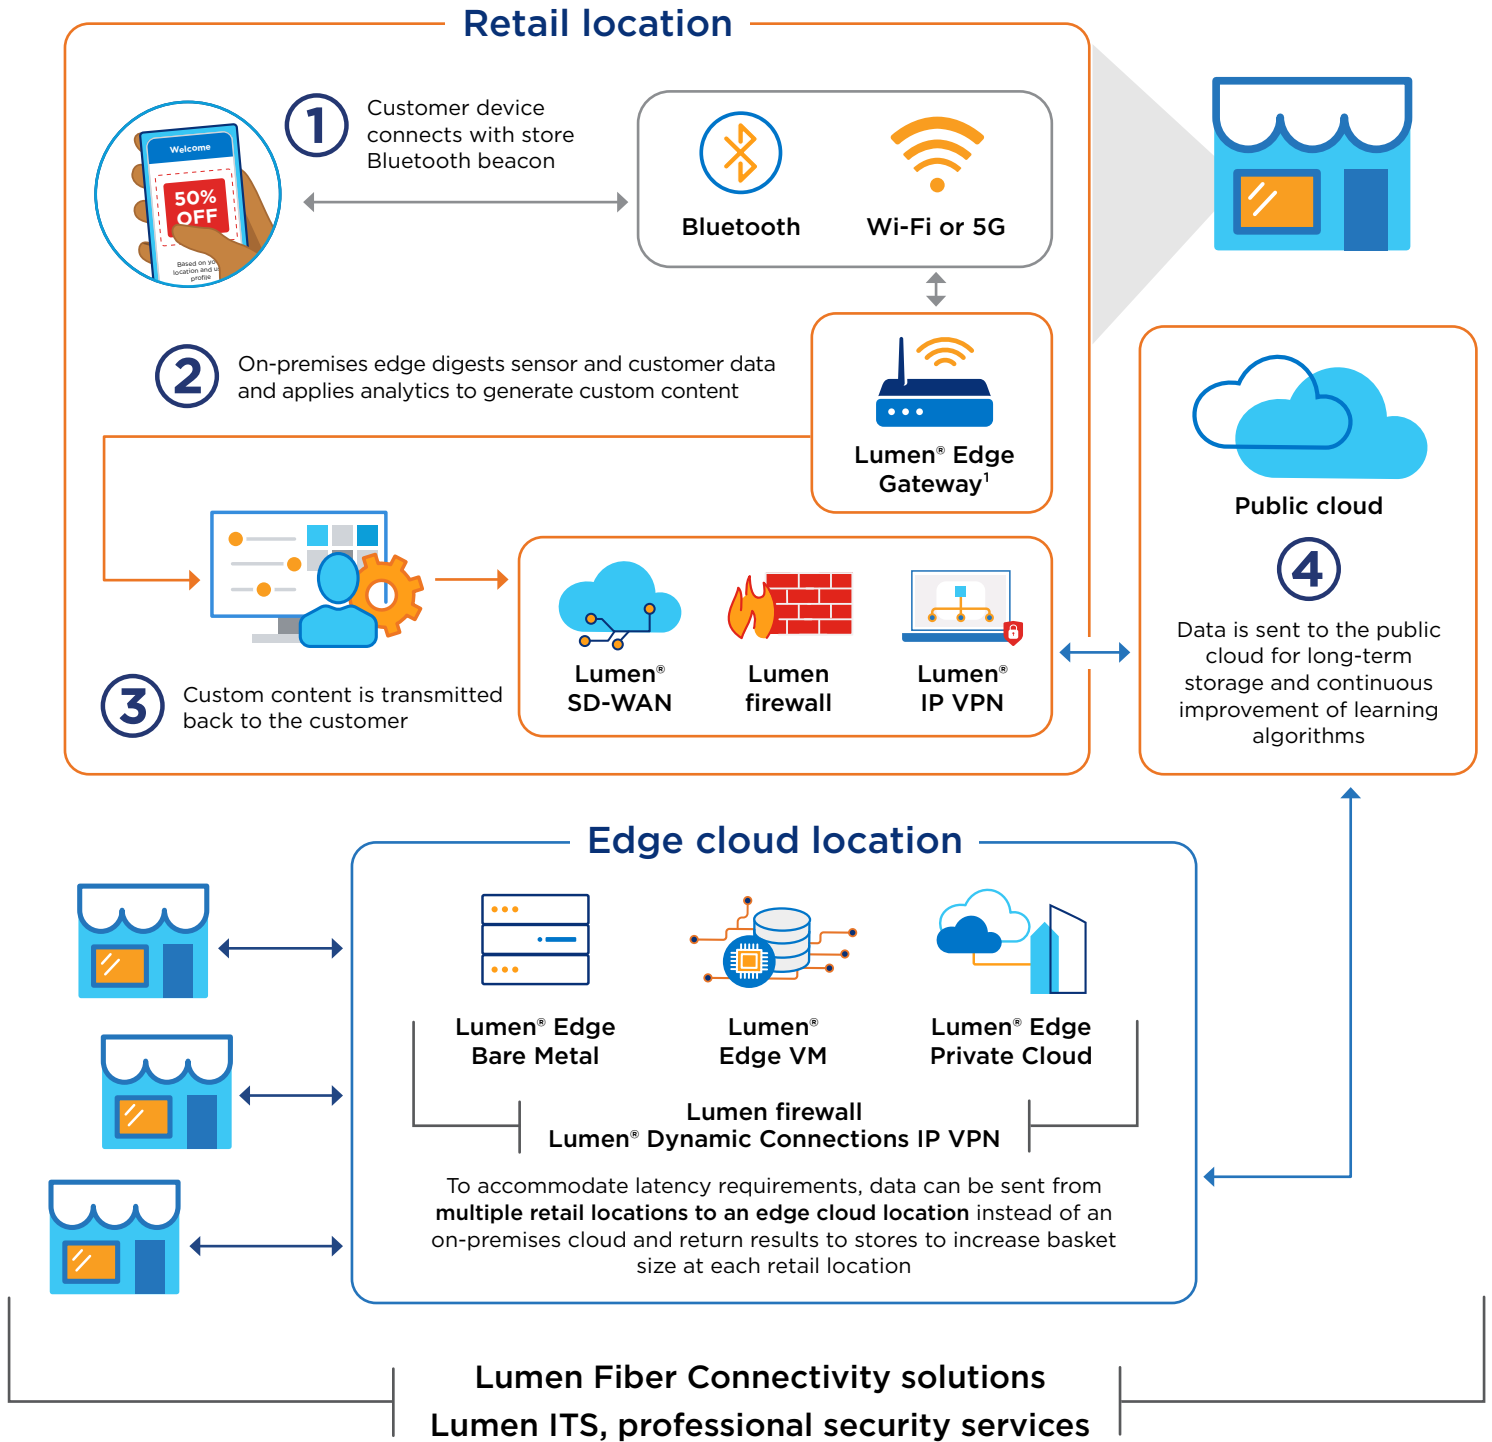 Retail location
1
Customer device
connects with store
Bluetooth beacon
Welcome
50%
OFF
Based on
location and
profile
Bluetooth
Wi-Fi or 5G
2
On-premises edge digests sensor and customer data
and applies analytics to generate custom content
Lumen® Edge
Gateway¹
Public cloud
4
Data is sent to the public
cloud for long-term
storage and continuous
improvement of learning
algorithms
3
Custom content is transmitted
back to the customer
Lumen®
SD-WAN
Lumen
firewall
Lumen®
IP VPN
Edge cloud location
Lumen® Edge
Bare Metal
Lumen®
Edge VM
Lumen® Edge
Private Cloud
Lumen firewall
Lumen® Dynamic Connections IP VPN
To accommodate latency requirements, data can be sent from
multiple retail locations to an edge cloud location instead of an
on-premises cloud and return results to stores to increase basket
size at each retail location
Lumen Fiber Connectivity solutions
Lumen ITS, professional security services